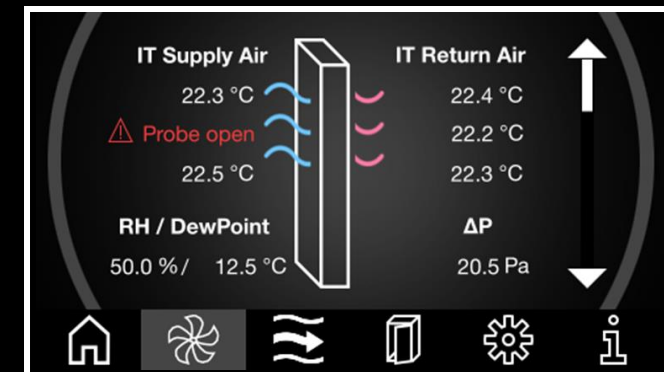 IT Supply Air
22.3 °C
Probe open
22.5 °C
IT Return Air
22.4 °C
22.2 °C
22.3 °C
RH / DewPoint
50.0 %/ 12.5 °C
ΔP
20.5 Pa